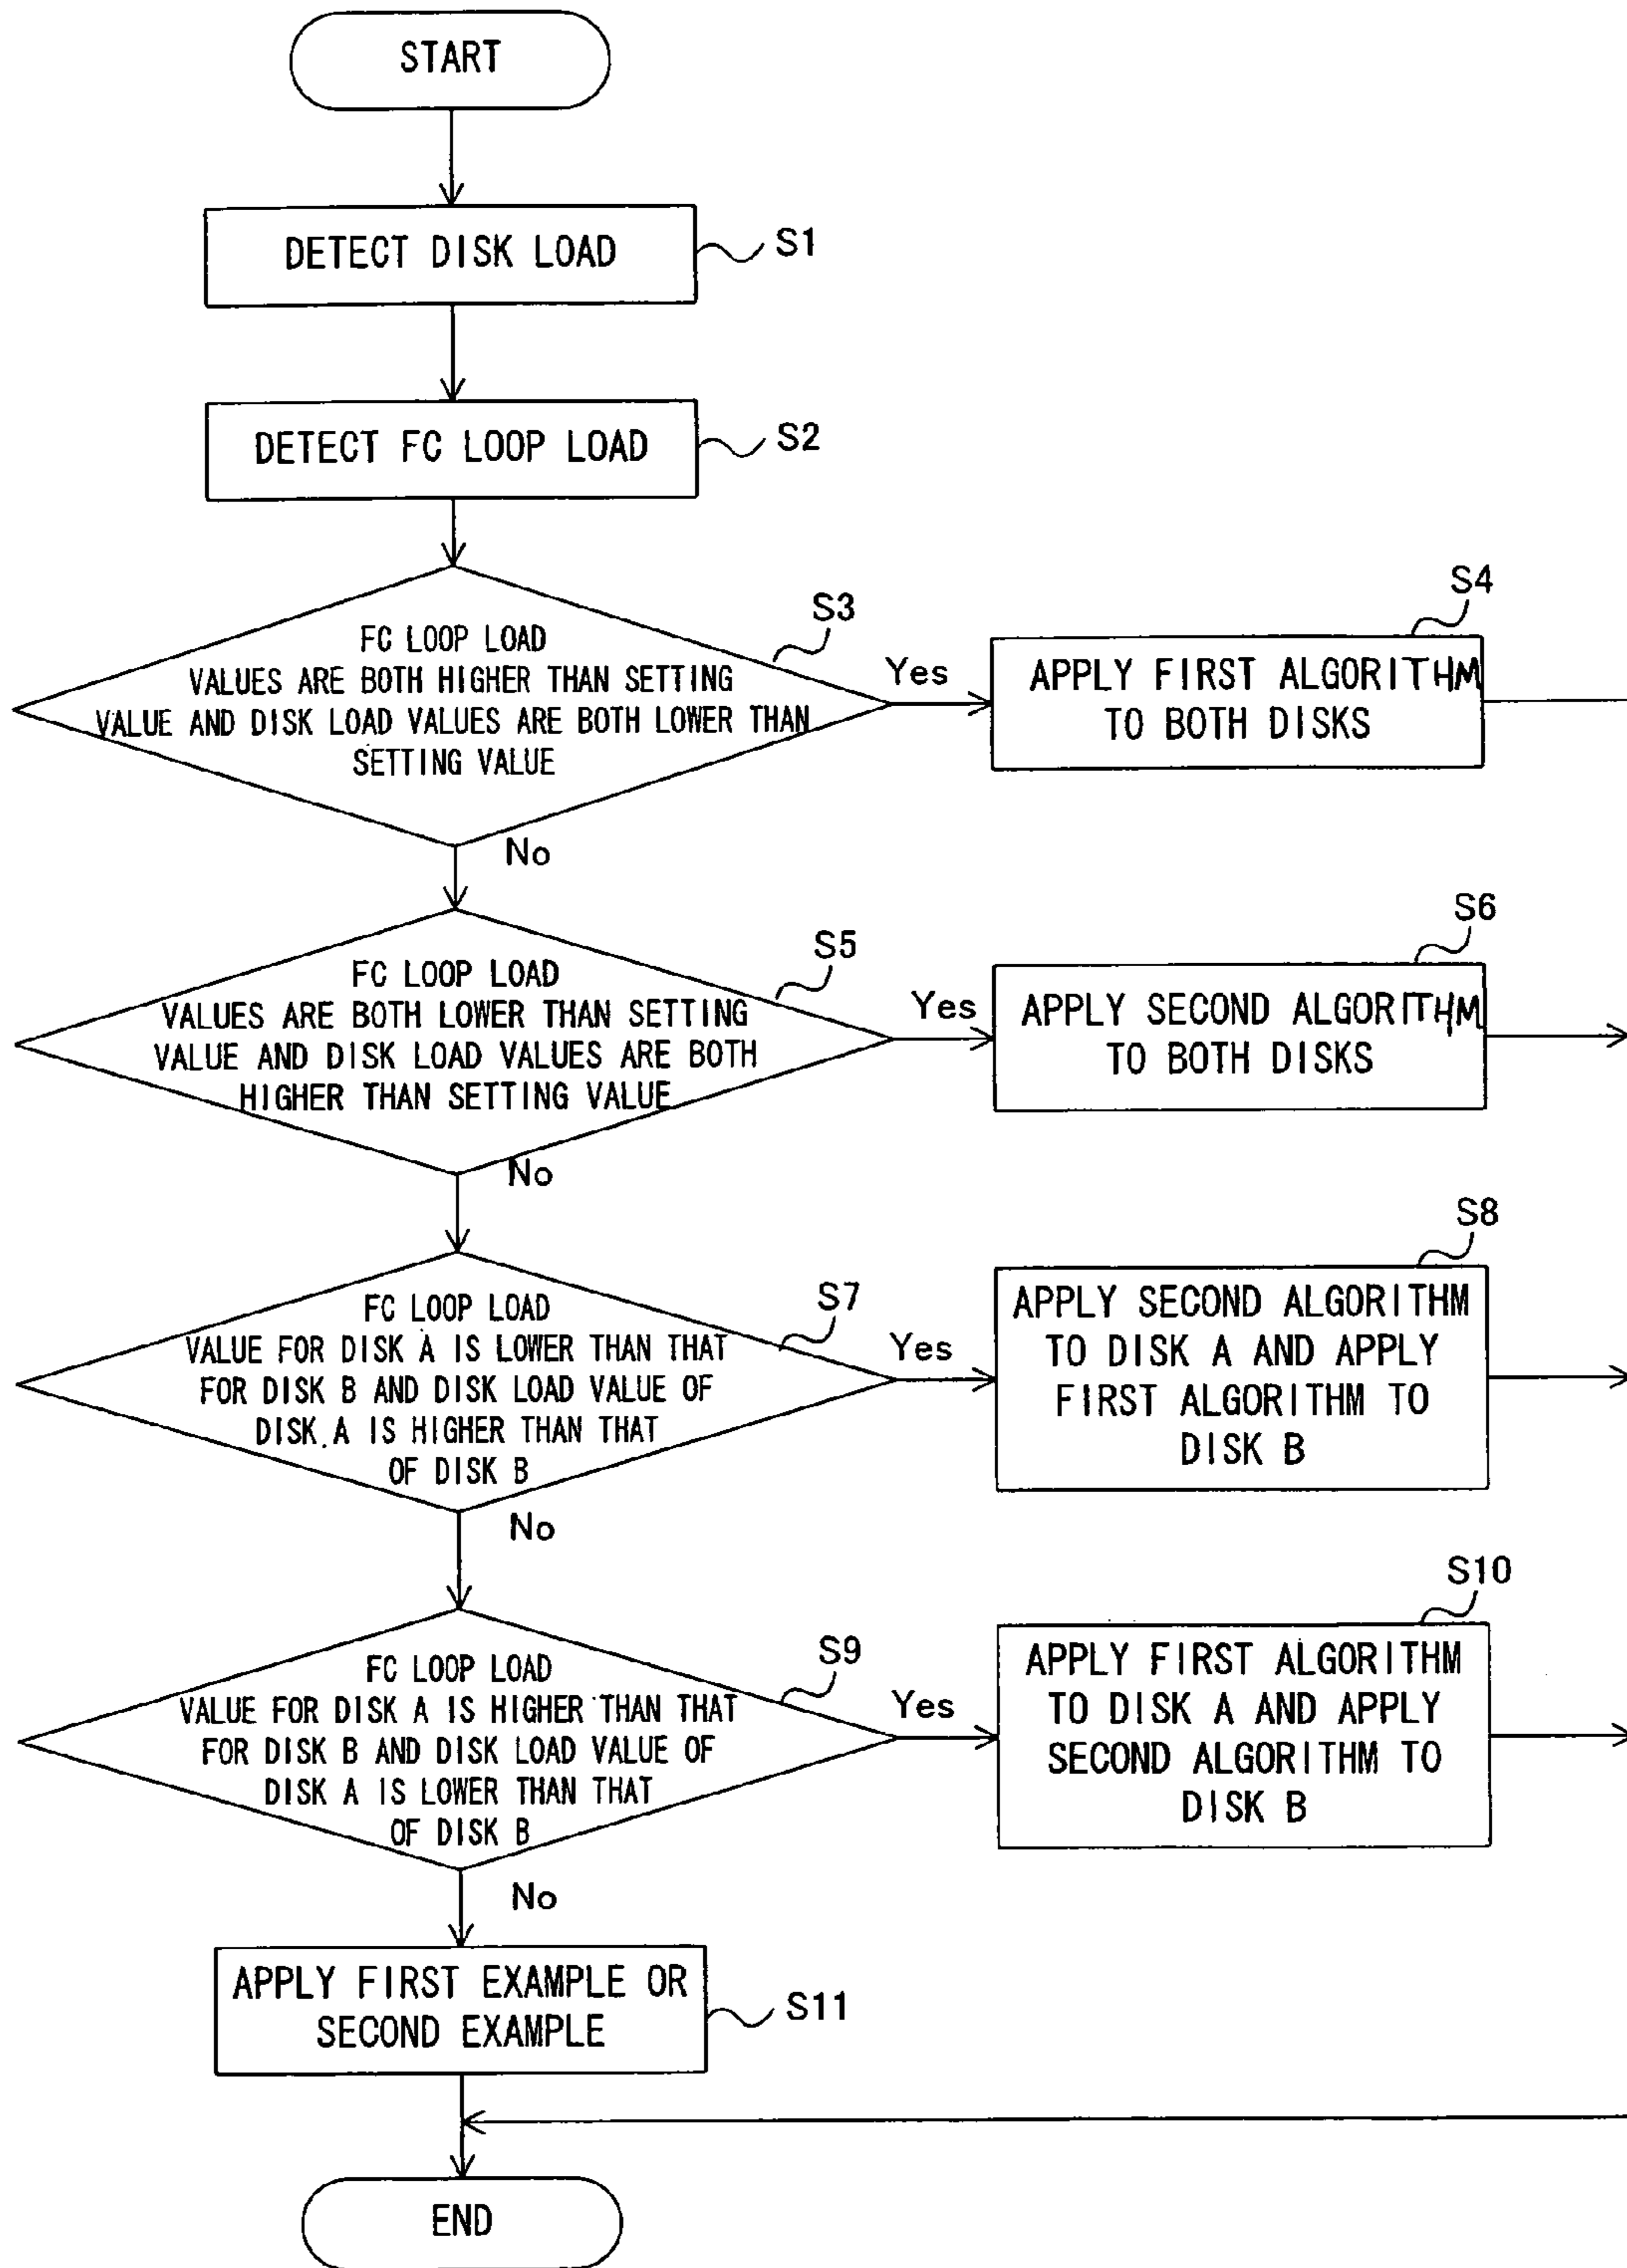 START
DETECT DISK LOAD
S1
DETECT FC LOOP LOAD
S2
FC LOOP LOAD
VALUES ARE BOTH HIGHER THAN SETTING
VALUE AND DISK LOAD VALUES ARE BOTH LOWER THAN
SETTING VALUE
S3
Yes
No
S4
APPLY FIRST ALGORITHM
TO BOTH DISKS
FC LOOP LOAD
VALUES ARE BOTH LOWER THAN SETTING
VALUE AND DISK LOAD VALUES ARE BOTH
HIGHER THAN SETTING VALUE
S5
Yes
No
S6
APPLY SECOND ALGORITHM
TO BOTH DISKS
FC LOOP LOAD
VALUE FOR DISK A IS LOWER THAN THAT
FOR DISK B AND DISK LOAD VALUE OF
DISK A IS HIGHER THAN THAT
OF DISK B
S7
Yes
No
S8
APPLY SECOND ALGORITHM
TO DISK A AND APPLY
FIRST ALGORITHM TO
DISK B
FC LOOP LOAD
VALUE FOR DISK A IS HIGHER THAN THAT
FOR DISK B AND DISK LOAD VALUE OF
DISK A IS LOWER THAN THAT
OF DISK B
S9
Yes
No
S10
APPLY FIRST ALGORITHM
TO DISK A AND APPLY
SECOND ALGORITHM TO
DISK B
APPLY FIRST EXAMPLE OR
SECOND EXAMPLE
S11
END